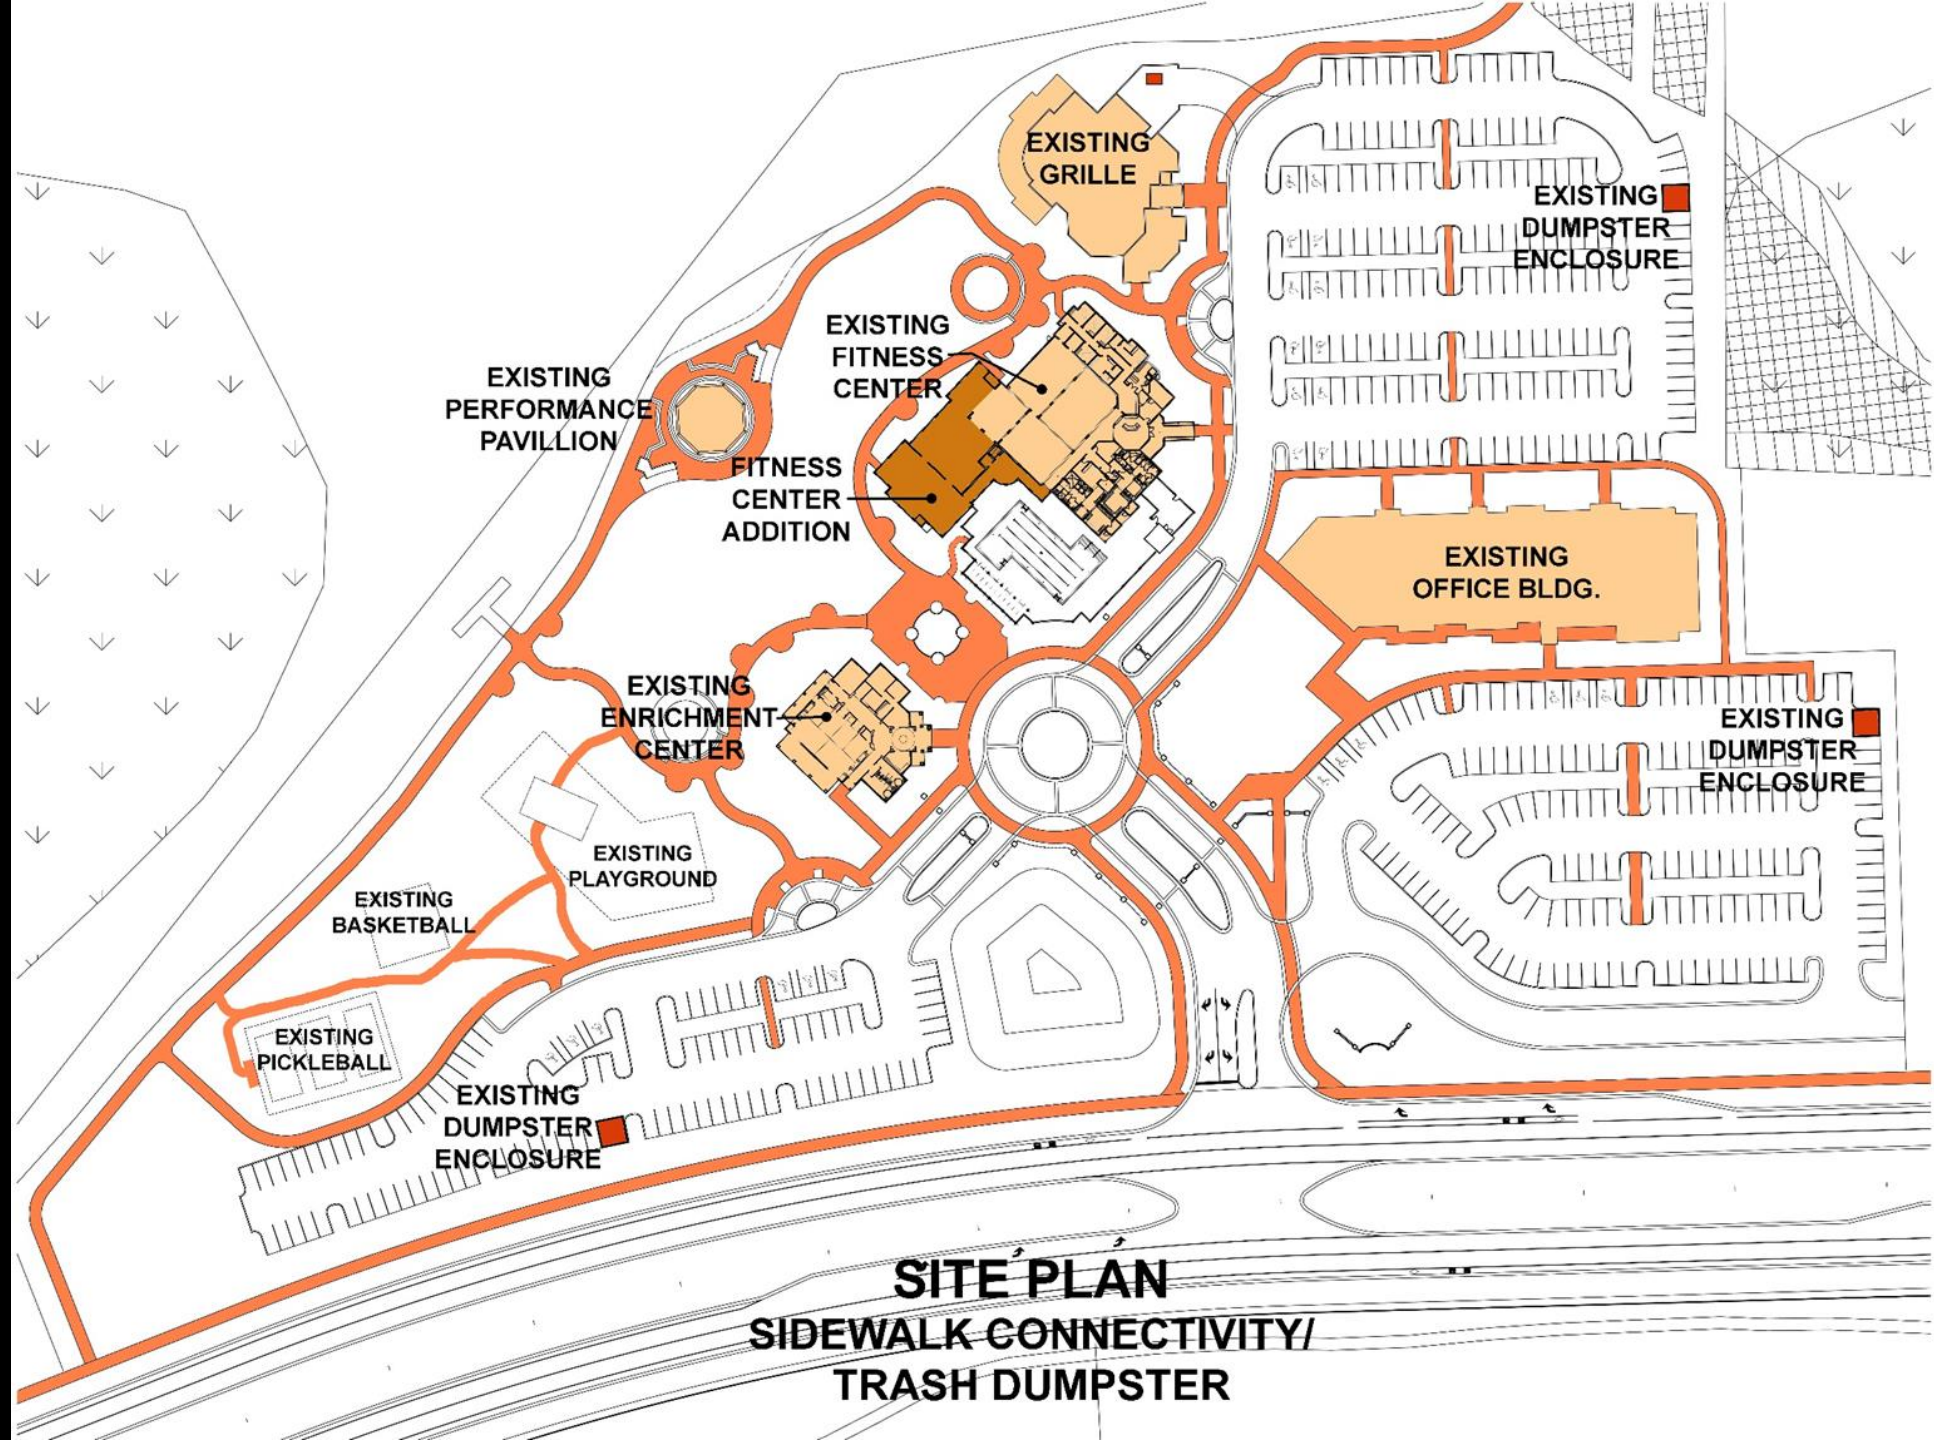 EXISTING
GRILLE
EXISTING
DUMPSTER
ENCLOSURE
EXISTING
FITNESS
CENTER
EXISTING
PERFORMANCE
PAVILLION
FITNESS
CENTER
ADDITION
EXISTING
OFFICE BLDG.
EXISTING
ENRICHMENT
CENTER
EXISTING
DUMPSTER
ENCLOSURE
EXISTING
PLAYGROUND
EXISTING
BASKETBALL
EXISTING
PICKLEBALL
EXISTING
DUMPSTER
ENCLOSURE
SITE PLAN
SIDEWALK CONNECTIVITY/
TRASH DUMPSTER